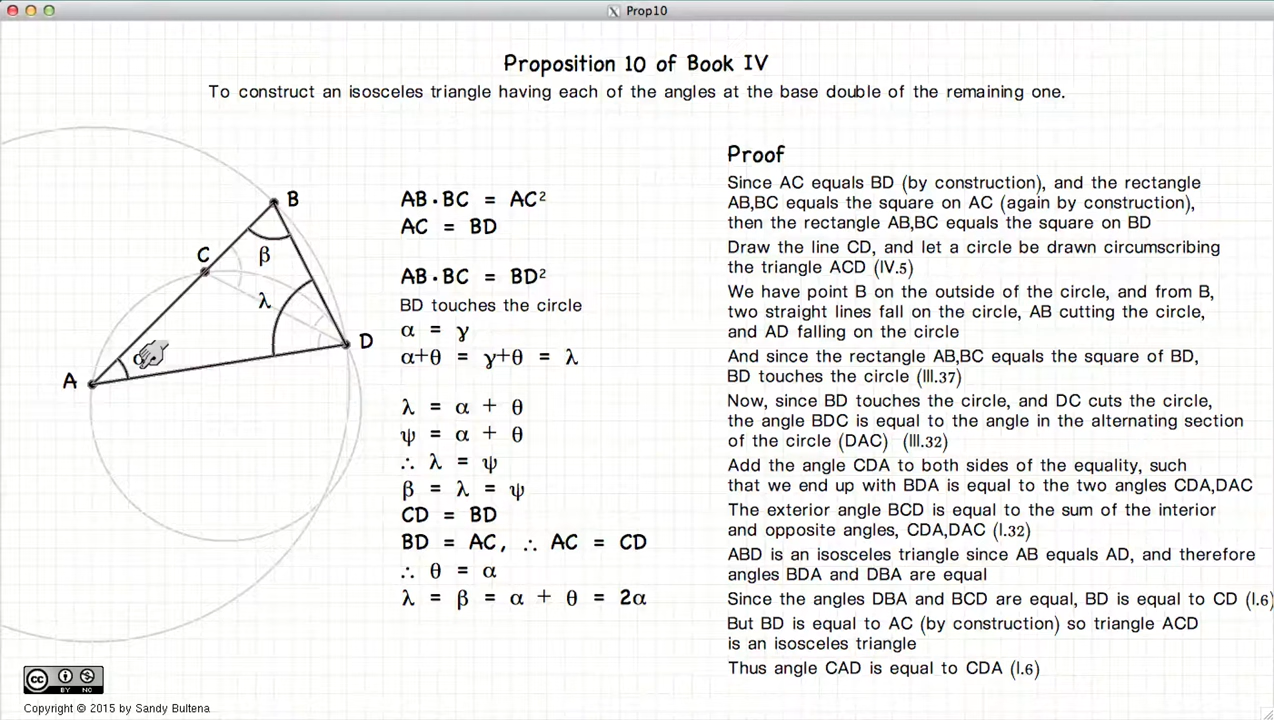 Prop10
Proposition 10 of Book IV
To construct an isosceles triangle having each of the angles at the base double of the remaining one.
B
β
C
λ
α
D
A
AB·BC = AC²
AC = BD
AB·BC = BD²
BD touches the circle
α = γ
α+θ = γ+θ = λ
λ = α + θ
ψ = α + θ
∴ λ = ψ
β = λ = ψ
CD = BD
BD = AC, ∴ AC = CD
∴ θ = α
λ = β = α + θ = 2α
Proof
Since AC equals BD (by construction), and the rectangle
AB,BC equals the square on AC (again by construction),
then the rectangle AB,BC equals the square on BD
Draw the line CD, and let a circle be drawn circumscribing
the triangle ACD (IV.5)
We have point B on the outside of the circle, and from B,
two straight lines fall on the circle, AB cutting the circle,
and AD falling on the circle
And since the rectangle AB,BC equals the square of BD,
BD touches the circle (III.37)
Now, since BD touches the circle, and DC cuts the circle,
the angle BDC is equal to the angle in the alternating section
of the circle (DAC) (III.32)
Add the angle CDA to both sides of the equality, such
that we end up with BDA is equal to the two angles CDA,DAC
The exterior angle BCD is equal to the sum of the interior
and opposite angles, CDA,DAC (I.32)
ABD is an isosceles triangle since AB equals AD, and therefore
angles BDA and DBA are equal
Since the angles DBA and BCD are equal, BD is equal to CD (I.6)
But BD is equal to AC (by construction) so triangle ACD
is an isosceles triangle
Thus angle CAD is equal to CDA (I.6)
cc
BY NC
Copyright © 2015 by Sandy Bultena